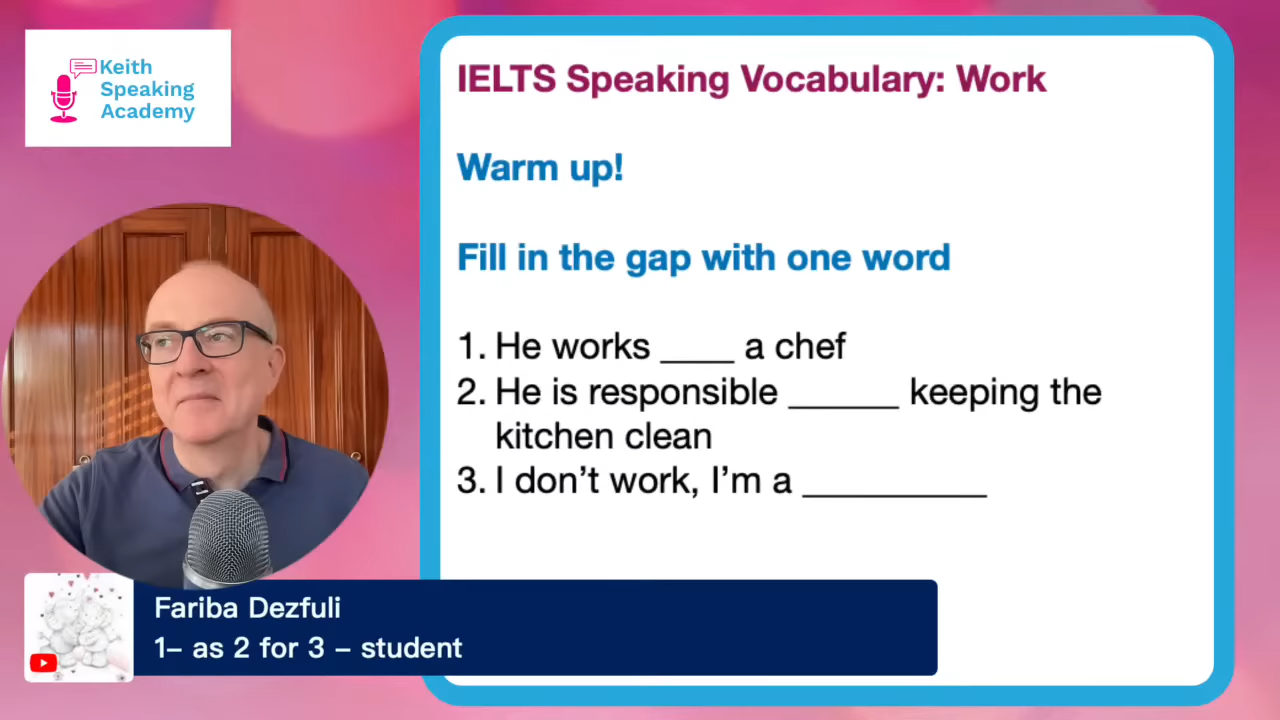 Keith
Speaking
Academy
IELTS Speaking Vocabulary: Work
Warm up!
Fill in the gap with one word
1. He works ____ a chef
2. He is responsible ______ keeping the
kitchen clean
3. I don’t work, I’m a __________
Fariba Dezfuli
1– as 2 for 3 – student